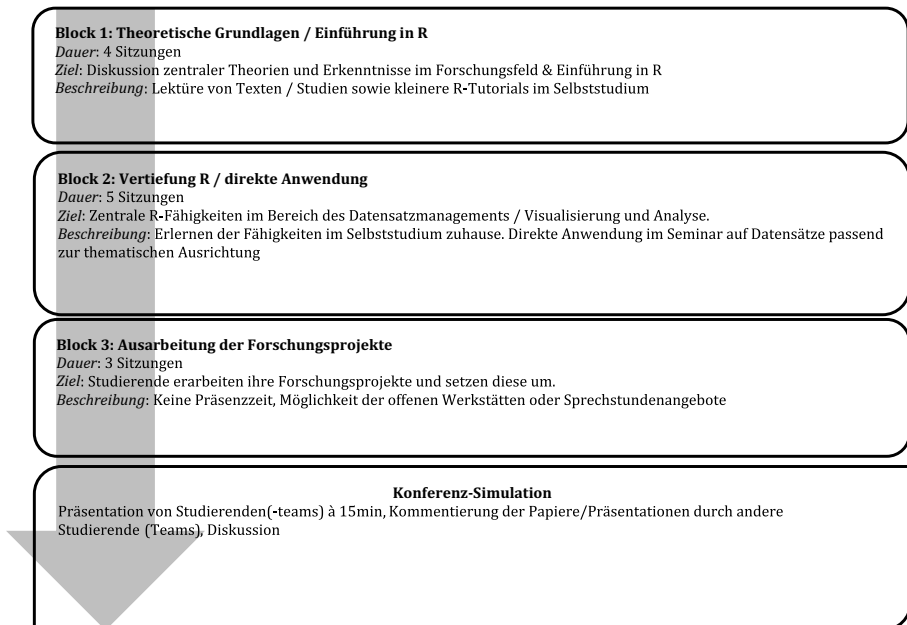 Block 1: Theoretische Grundlagen / Einführung in R
Dauer: 4 Sitzungen
Ziel: Diskussion zentraler Theorien und Erkenntnisse im Forschungsfeld & Einführung in R
Beschreibung: Lektüre von Texten / Studien sowie kleinere R-Tutorials im Selbststudium
Block 2: Vertiefung R / direkte Anwendung
Dauer: 5 Sitzungen
Ziel: Zentrale R-Fähigkeiten im Bereich des Datensatzmanagements / Visualisierung und Analyse.
Beschreibung: Erlernen der Fähigkeiten im Selbststudium zuhause. Direkte Anwendung im Seminar auf Datensätze passend
zur thematischen Ausrichtung
Block 3: Ausarbeitung der Forschungsprojekte
Dauer: 3 Sitzungen
Ziel: Studierende erarbeiten ihre Forschungsprojekte und setzen diese um.
Beschreibung: Keine Präsenzzeit, Möglichkeit der offenen Werkstätten oder Sprechstundenangebote
Konferenz-Simulation
Präsentation von Studierenden(-teams) à 15min, Kommentierung der Papiere/Präsentationen durch andere
Studierende (Teams), Diskussion